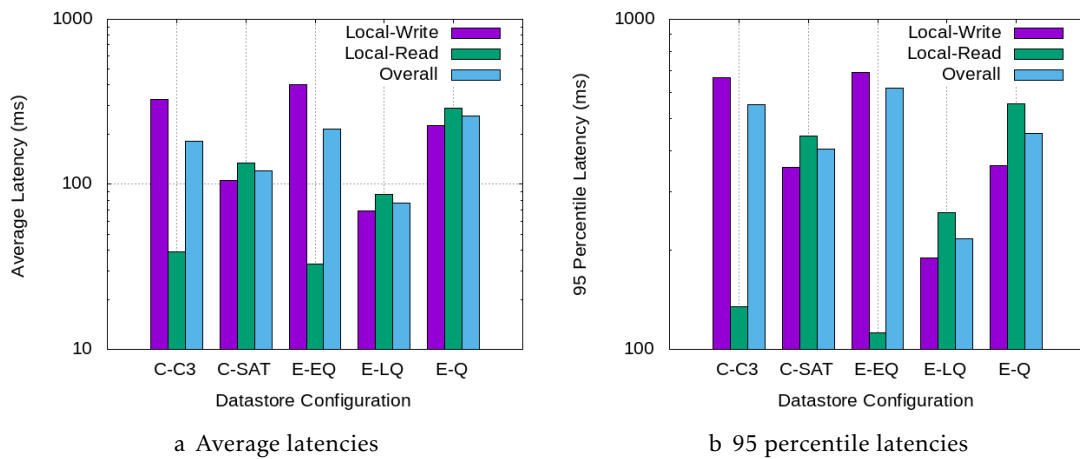 1000
100
10
Average Latency (ms)
Local-Write
Local-Read
Overall
C-C3 C-SAT E-EQ E-LQ E-Q
Datastore Configuration
a Average latencies
1000
100
95 Percentile Latency (ms)
Local-Write
Local-Read
Overall
C-C3 C-SAT E-EQ E-LQ E-Q
Datastore Configuration
b 95 percentile latencies